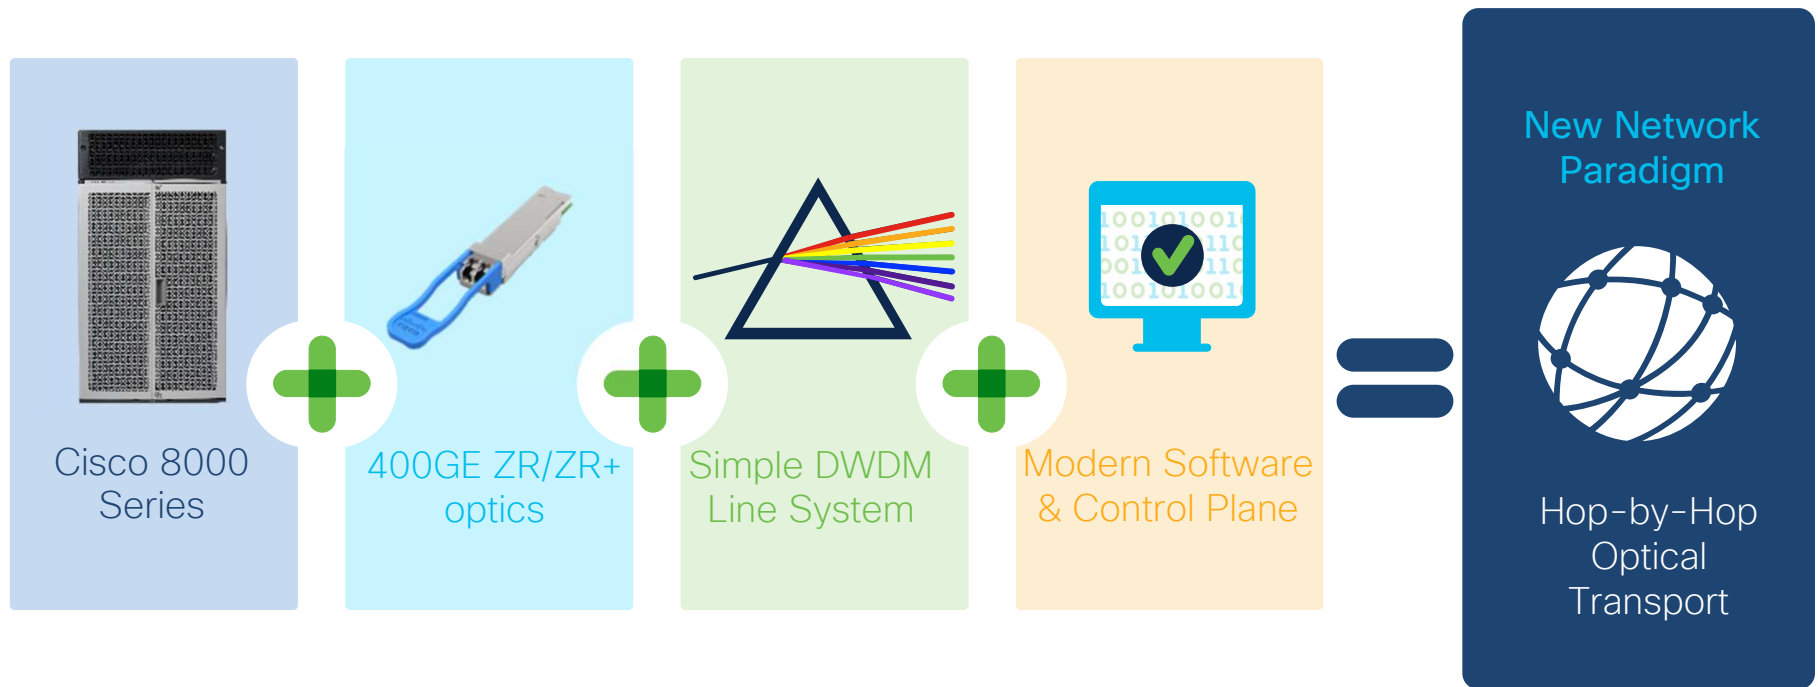 Cisco 8000
Series
400GE ZR/ZR+
optics
Simple DWDM
Line System
Modern Software
& Control Plane
New Network
Paradigm
Hop-by-Hop
Optical
Transport